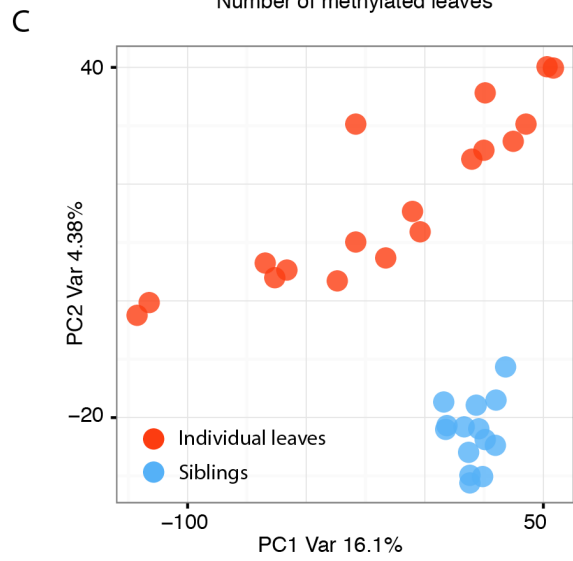 Number of methylated leaves
C
40
−20
PC2 Var 4.38%
Individual leaves
Siblings
−100
50
PC1 Var 16.1%